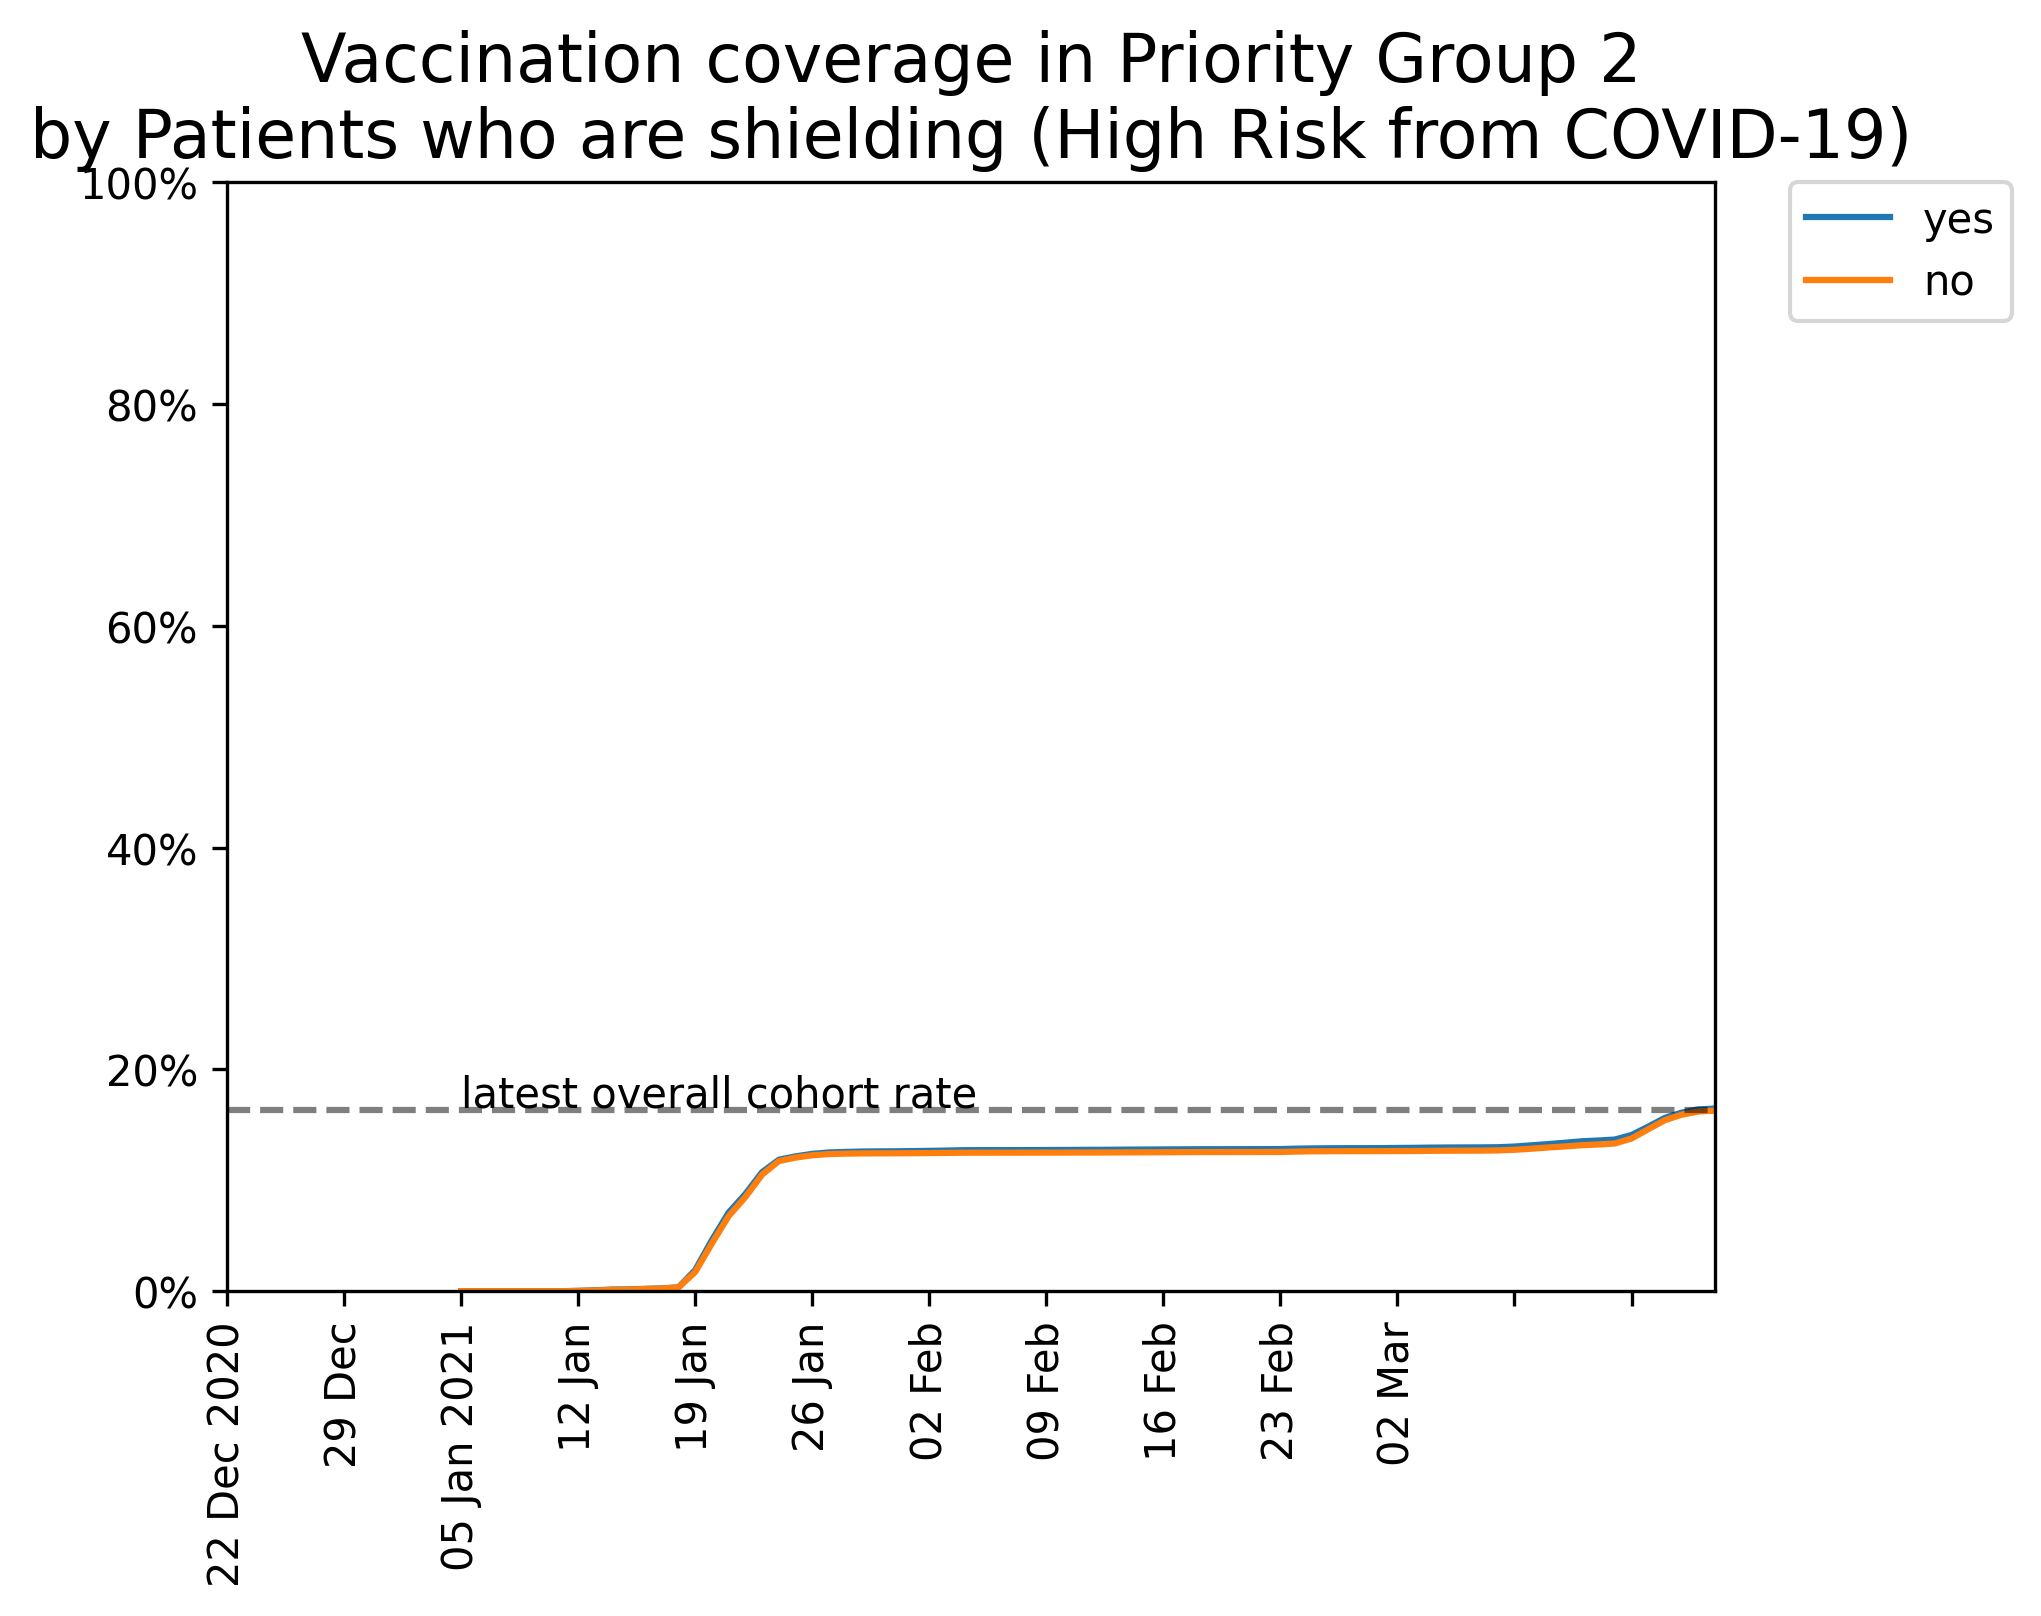 Vaccination coverage in Priority Group 2
by Patients who are shielding (High Risk from COVID-19)
100%
80%
60%
40%
20%
0%
latest overall cohort rate
yes
no
22 Dec 2020
29 Dec
05 Jan 2021
12 Jan
19 Jan
26 Jan
02 Feb
09 Feb
16 Feb
23 Feb
02 Mar